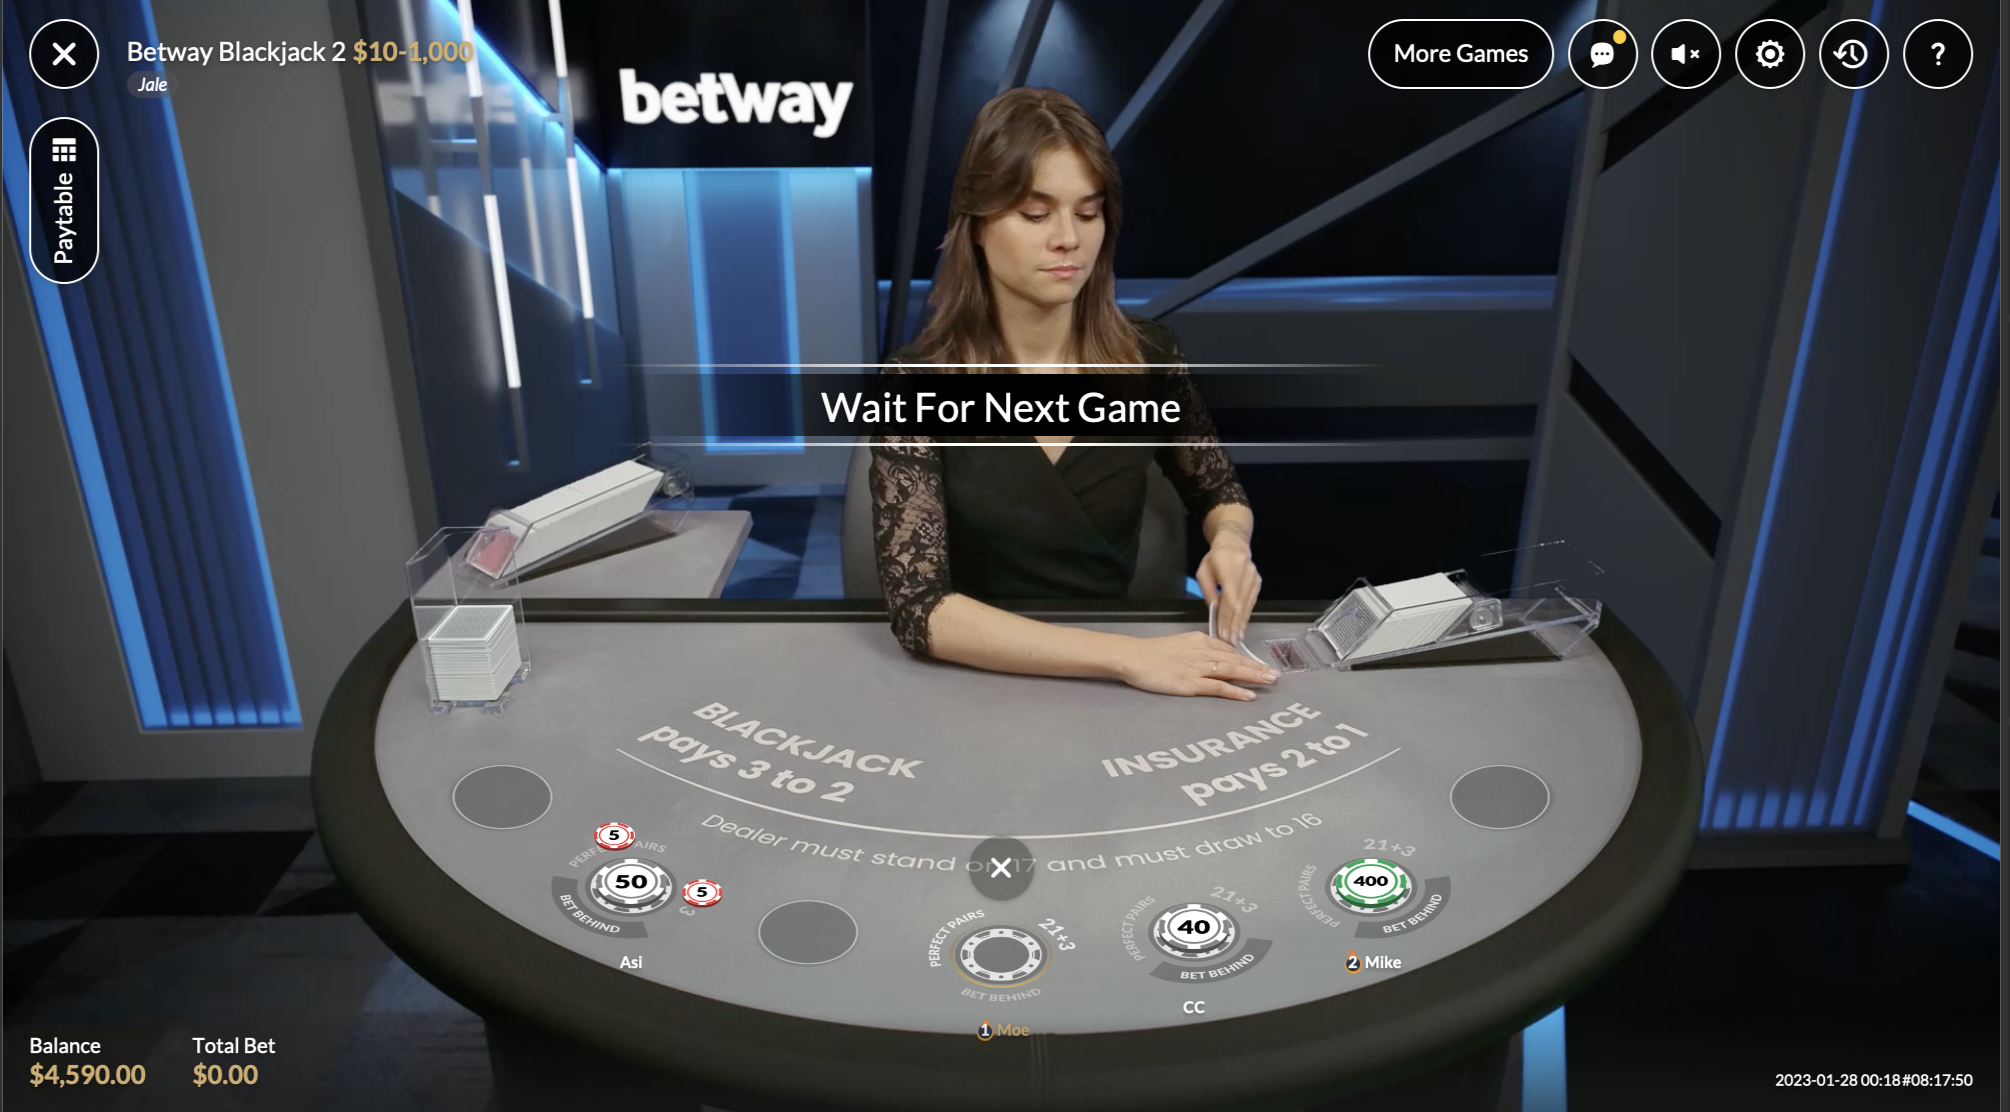 Betway Blackjack 2 $10-1,000
Jale
More Games
?
Paytable
betway
Wait For Next Game
BLACKJACK
pays 3 to 2
INSURANCE
pays 2 to 1
Dealer must stand on 17 and must draw to 16
5
PERFECT PAIRS
50
5
3
BET BEHIND
Asi
PERFECT PAIRS
21+3
BET BEHIND
1 Moe
PERFECT PAIRS
21+3
40
BET BEHIND
CC
PERFECT PAIRS
21+3
400
BET BEHIND
2 Mike
Balance
$4,590.00
Total Bet
$0.00
2023-01-28 00:18#08:17:50